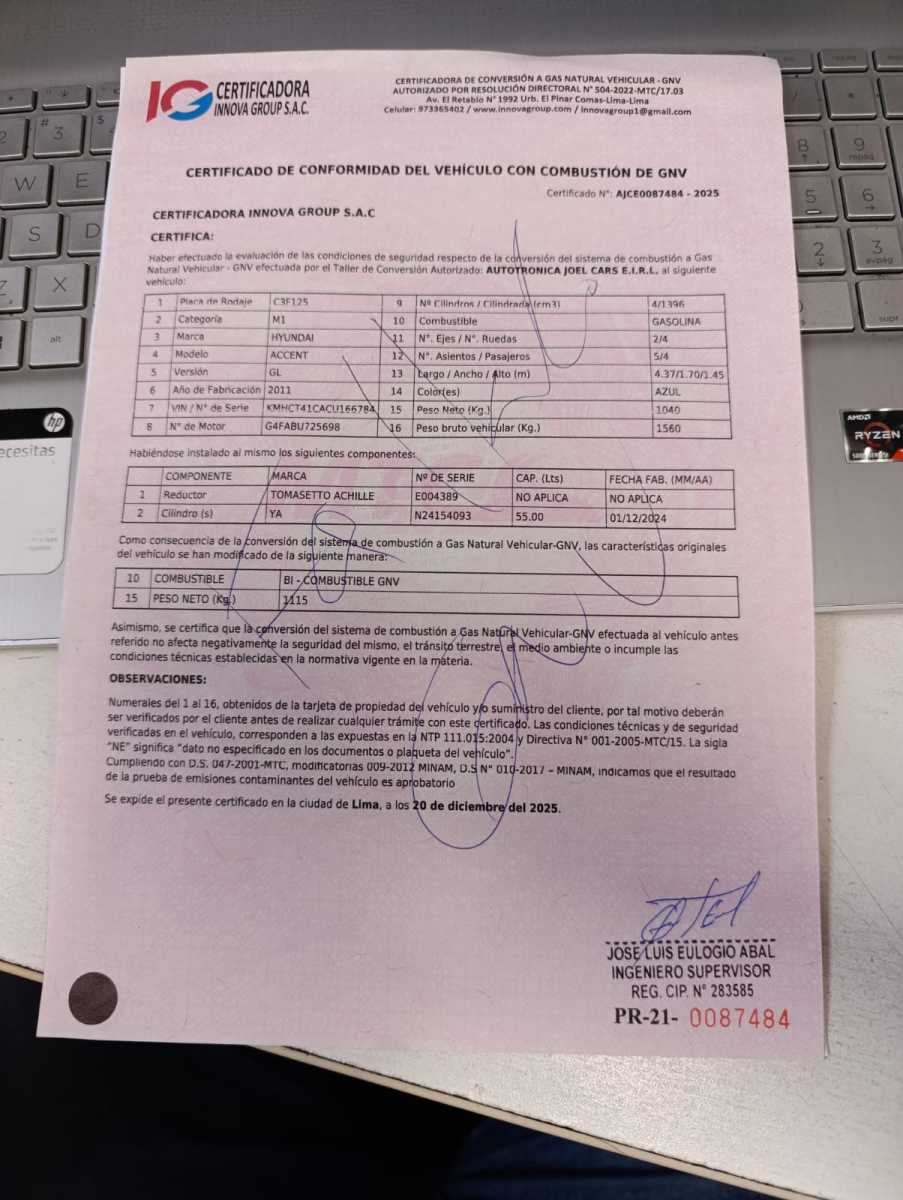 IG CERTIFICADORA
INNOVA GROUP S.A.C.
CERTIFICADORA DE CONVERSIÓN A GAS NATURAL VEHICULAR - GNV
AUTORIZADO POR RESOLUCIÓN DIRECTORAL N° 504-2022-MTC/17.03
Av. El Retablo N° 1992 Urb. El Pinar Comas-Lima-Lima
Celular: 973365402 / www.innovagroup.com / innovagroup1@gmail.com
CERTIFICADO DE CONFORMIDAD DEL VEHÍCULO CON COMBUSTIÓN DE GNV
Certificado N°: AJCE0087484 - 2025
CERTIFICADORA INNOVA GROUP S.A.C
CERTIFICA:
Haber efectuado la evaluación de las condiciones de seguridad respecto de la conversión del sistema de combustión a Gas
Natural Vehicular - GNV efectuada por el Taller de Conversión Autorizado: AUTOTRONICA JOEL CARS E.I.R.L. al siguiente
vehículo:
1 Placa de Rodaje C3F125 9 Nº Cilindros / Cilindrada (cm3) 4/1396
2 Categoría M1 10 Combustible GASOLINA
3 Marca HYUNDAI 11 N°. Ejes / N°. Ruedas 2/4
4 Modelo ACCENT 12 N°. Asientos / Pasajeros 5/4
5 Versión GL 13 Largo / Ancho / Alto (m) 4.37/1.70/1.45
6 Año de Fabricación 2011 14 Color(es) AZUL
7 VIN / N° de Serie KMHCT41CACU166784 15 Peso Neto (Kg.) 1040
8 N° de Motor G4FABU725698 16 Peso bruto vehicular (Kg.) 1560
Habiéndose instalado al mismo los siguientes componentes:
COMPONENTE MARCA Nº DE SERIE CAP. (Lts) FECHA FAB. (MM/AA)
1 Reductor TOMASETTO ACHILLE E004389 NO APLICA NO APLICA
2 Cilindro (s) YA N24154093 55.00 01/12/2024
Como consecuencia de la conversión del sistema de combustión a Gas Natural Vehicular-GNV, las características originales
del vehículo se han modificado de la siguiente manera:
10 COMBUSTIBLE BI - COMBUSTIBLE GNV
15 PESO NETO (Kg.) 1115
Asimismo, se certifica que la conversión del sistema de combustión a Gas Natural Vehicular-GNV efectuada al vehículo antes
referido no afecta negativamente la seguridad del mismo, el tránsito terrestre, el medio ambiente o incumple las
condiciones técnicas establecidas en la normativa vigente en la materia.
OBSERVACIONES:
Numerales del 1 al 16, obtenidos de la tarjeta de propiedad del vehículo y/o suministro del cliente, por tal motivo deberán
ser verificados por el cliente antes de realizar cualquier trámite con este certificado. Las condiciones técnicas y de seguridad
verificadas en el vehículo, corresponden a las expuestas en la NTP 111.015:2004 y Directiva N° 001-2005-MTC/15. La sigla
"NE" significa "dato no especificado en los documentos o plaqueta del vehículo".
Cumpliendo con D.S. 047-2001-MTC, modificatorias 009-2012 MINAM, D.S N° 010-2017 – MINAM, indicamos que el resultado
de la prueba de emisiones contaminantes del vehículo es aprobatorio
Se expide el presente certificado en la ciudad de Lima, a los 20 de diciembre del 2025.
JOSE LUIS EULOGIO ABAL
INGENIERO SUPERVISOR
REG. CIP. N° 283585
PR-21- 0087484
hp
ecesitas
AMD
RYZEN
# 3
$
W
E
S
D
Z
X
alt
8
9
repág
5
6
2
3
avpág
supr